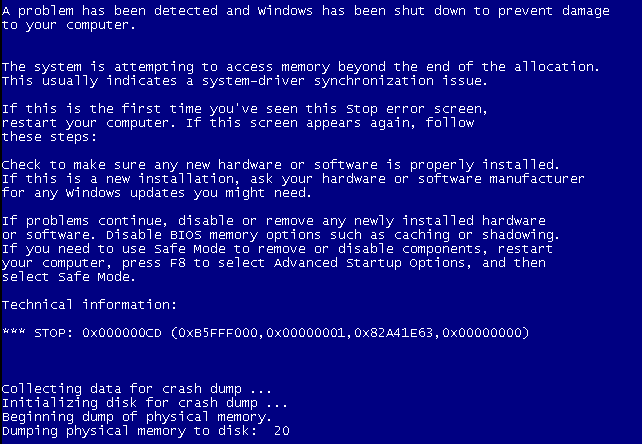 A problem has been detected and Windows has been shut down to prevent damage
to your computer.
The system is attempting to access memory beyond the end of the allocation.
This usually indicates a system-driver synchronization issue.
If this is the first time you've seen this Stop error screen,
restart your computer. If this screen appears again, follow
these steps:
Check to make sure any new hardware or software is properly installed.
If this is a new installation, ask your hardware or software manufacturer
for any Windows updates you might need.
If problems continue, disable or remove any newly installed hardware
or software. Disable BIOS memory options such as caching or shadowing.
If you need to use Safe Mode to remove or disable components, restart
your computer, press F8 to select Advanced Startup Options, and then
select Safe Mode.
Technical information:
*** STOP: 0x000000CD (0xB5FFF000,0x00000001,0x82A41E63,0x00000000)
Collecting data for crash dump ...
Initializing disk for crash dump ...
Beginning dump of physical memory.
Dumping physical memory to disk:  20